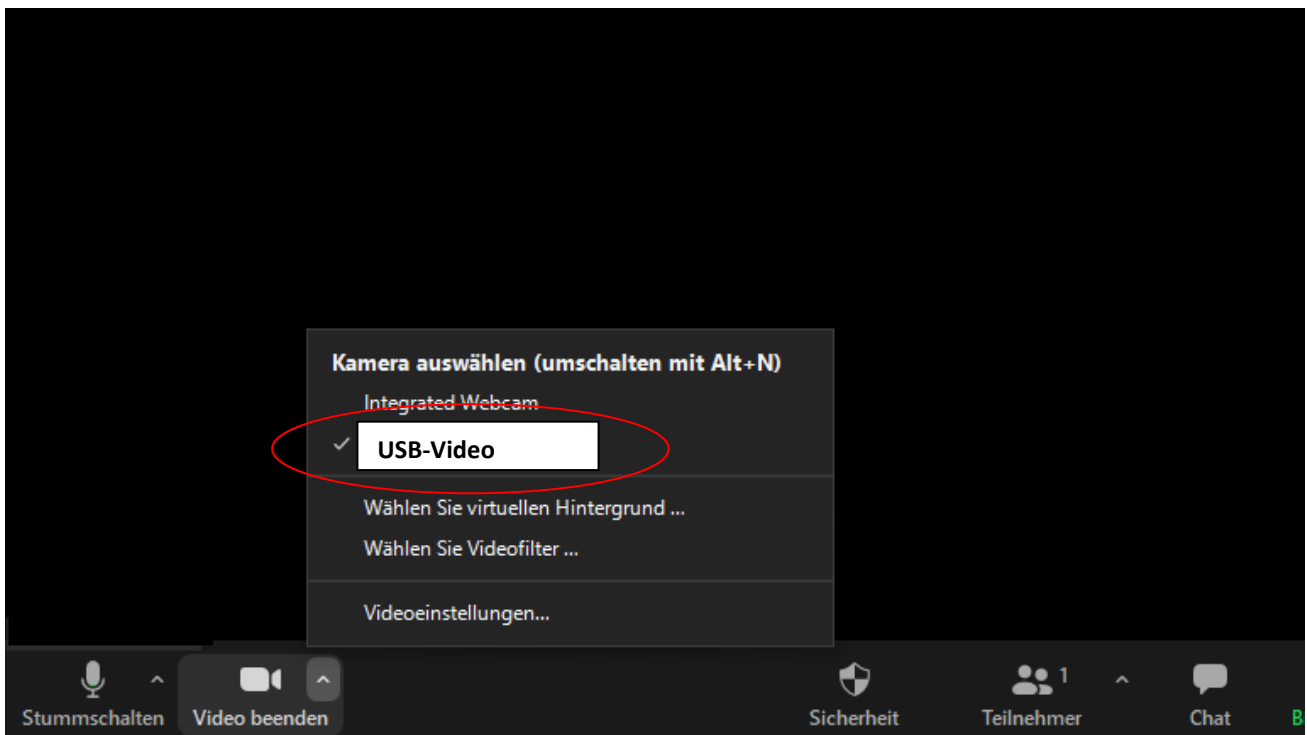 Kamera auswählen (umschalten mit Alt+N)
Integrated Webcam
USB-Video
Wählen Sie virtuellen Hintergrund ...
Wählen Sie Videofilter ...
Videoeinstellungen...
1
Stummschalten Video beenden Sicherheit Teilnehmer Chat